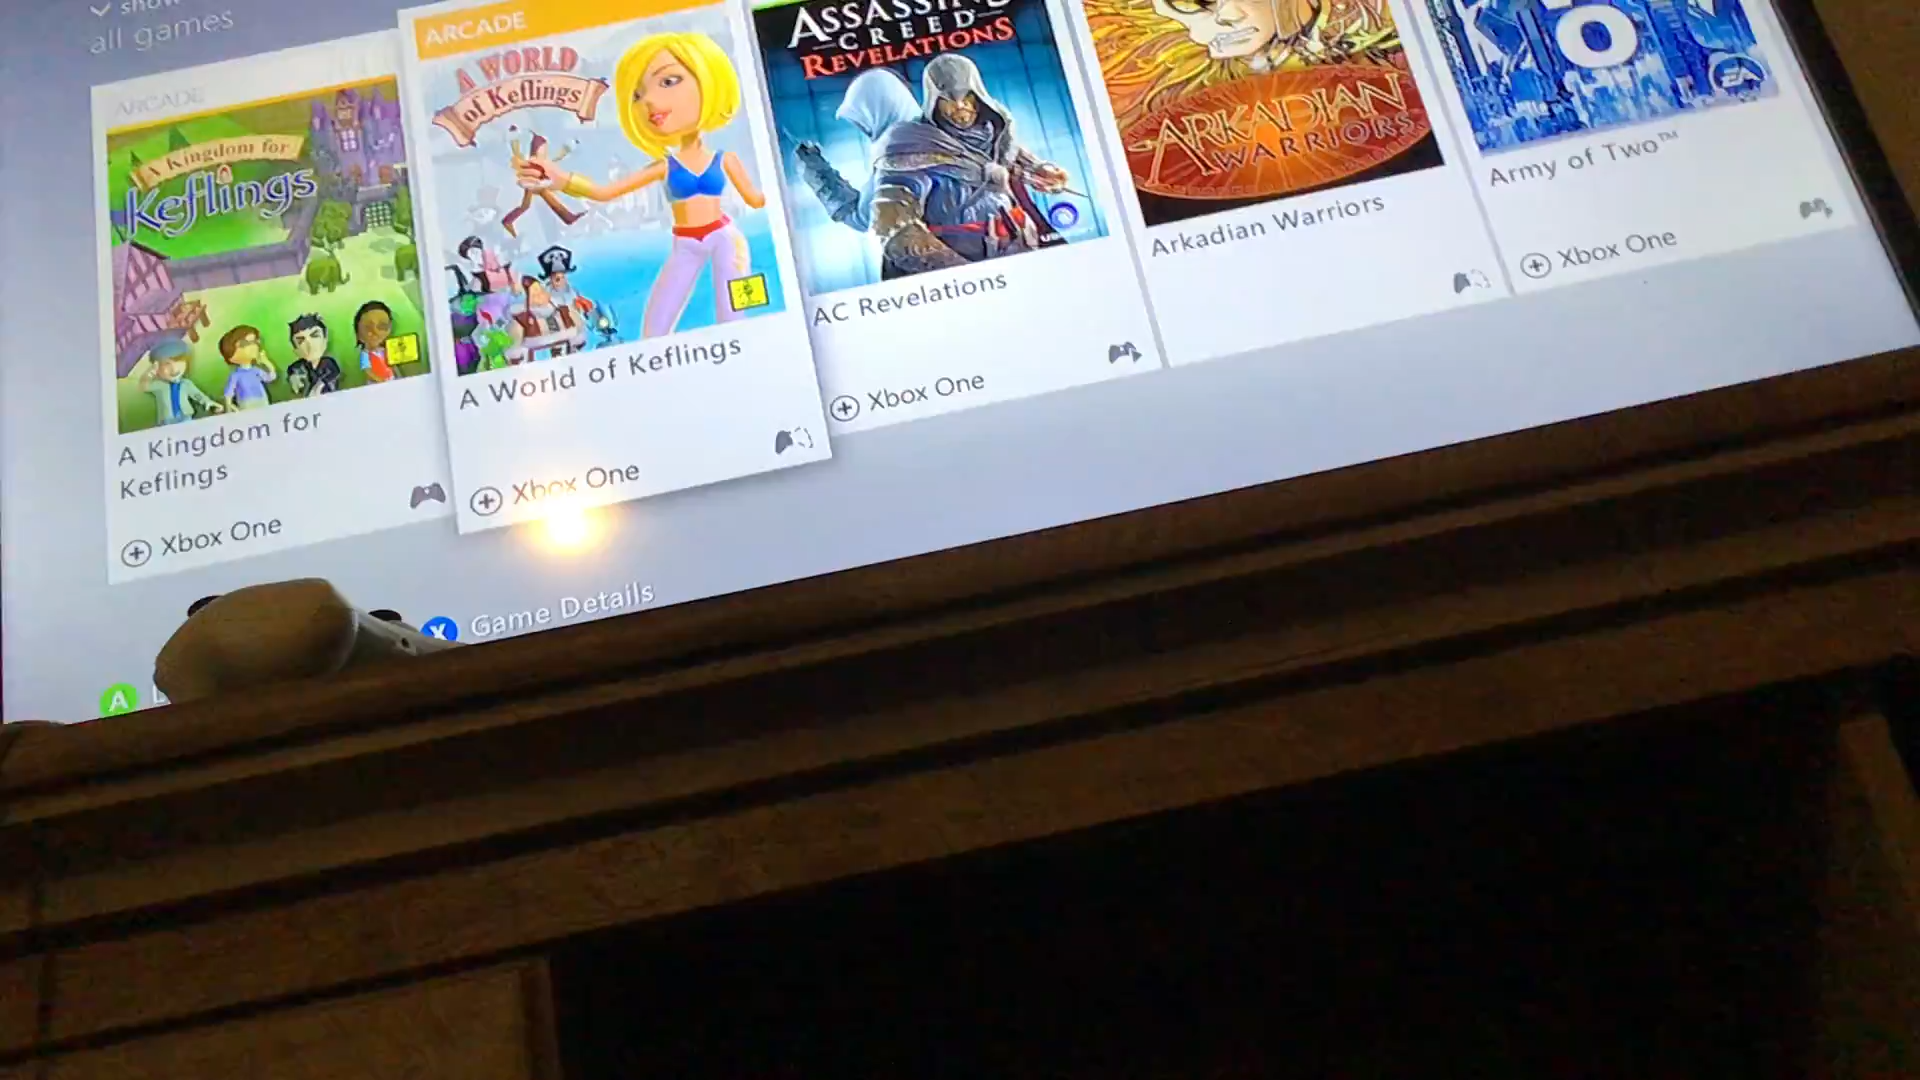 show
all games
ARCADE
A Kingdom for
Keflings
A Kingdom for
Keflings
Xbox One
ARCADE
A WORLD
of Keflings
A World of Keflings
Xbox One
ASSASSIN
CREED
REVELATIONS
AC Revelations
Xbox One
ARKADIAN
WARRIORS
Arkadian Warriors
EA
Army of Two™
Xbox One
X Game Details
A